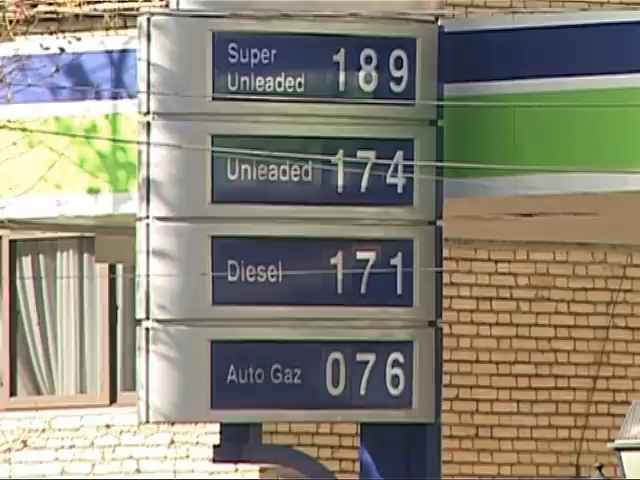 Super
Unleaded 189
Unleaded 174
Diesel 171
Auto Gaz 076